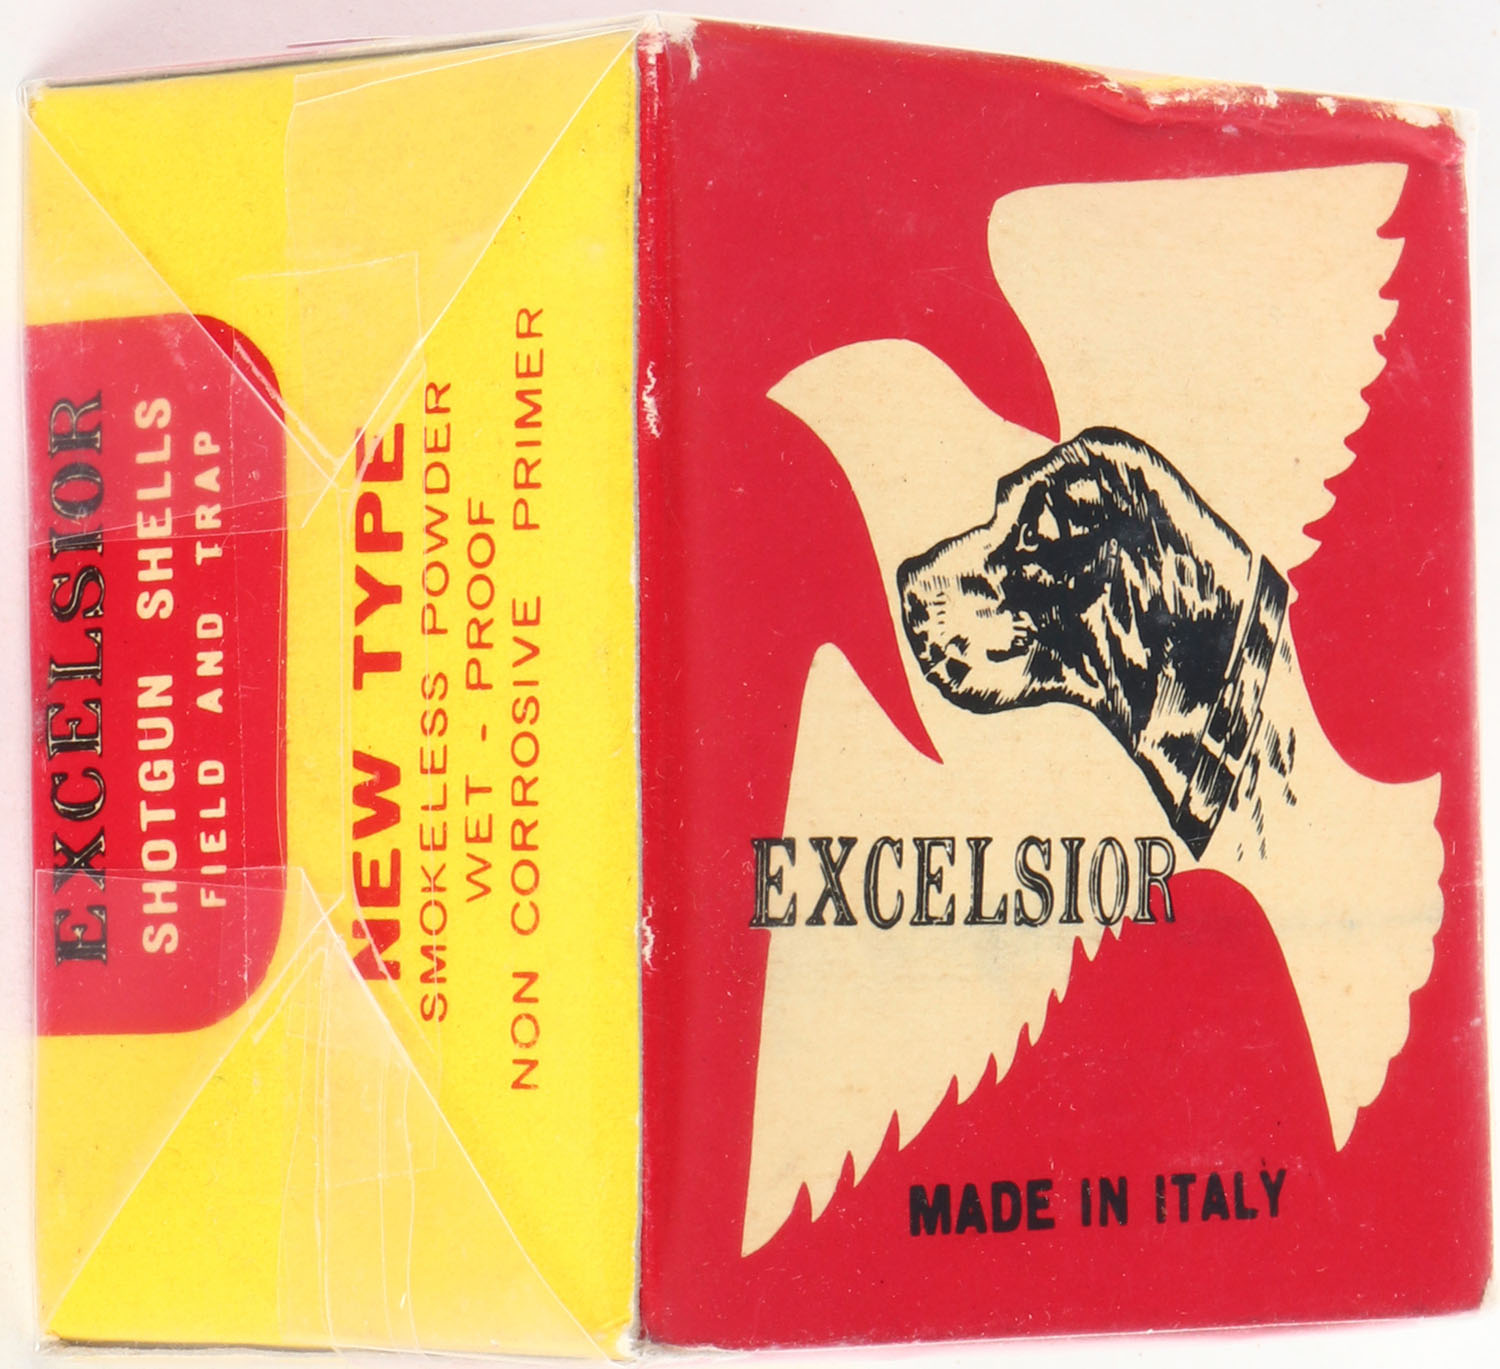 EXCELSIOR
SHOTGUN SHELLS
FIELD AND TRAP
NEW TYPE
SMOKELESS POWDER
WET - PROOF
NON CORROSIVE PRIMER
EXCELSIOR
MADE IN ITALY